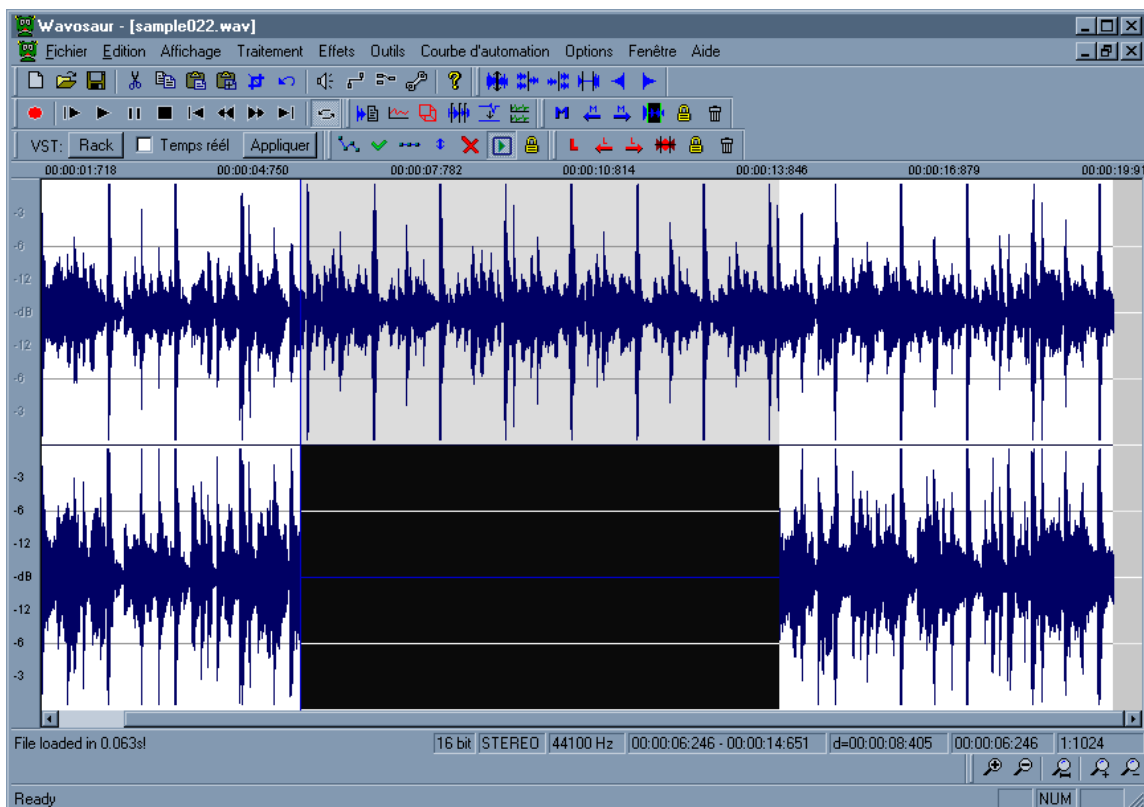 Wavosaur - [sample022.wav]
Fichier Edition Affichage Traitement Effets Outils Courbe d'automation Options Fenêtre Aide
VST: Rack Temps réél Appliquer
00:00:01:718 00:00:04:750 00:00:07:782 00:00:10:814 00:00:13:846 00:00:16:879 00:00:19:91
-3
-6
-12
-dB
-12
-6
-3
-3
-6
-12
-dB
-12
-6
-3
File loaded in 0.063s! 16 bit STEREO 44100 Hz 00:00:06:246 - 00:00:14:651 d=00:00:08:405 00:00:06:246 1:1024
Ready NUM